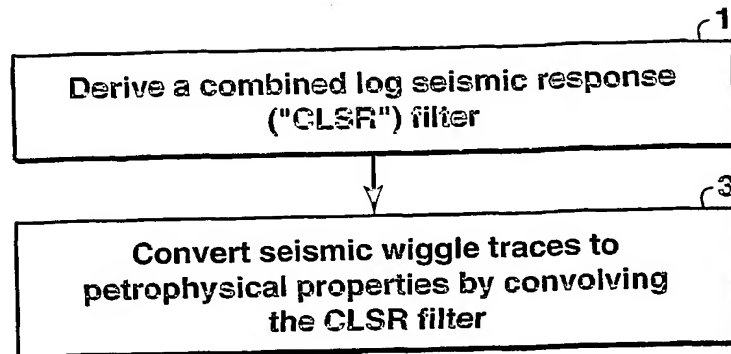 1
Derive a combined log seismic response
("CLSR") filter
3
Convert seismic wiggle traces to
petrophysical properties by convolving
the CLSR filter